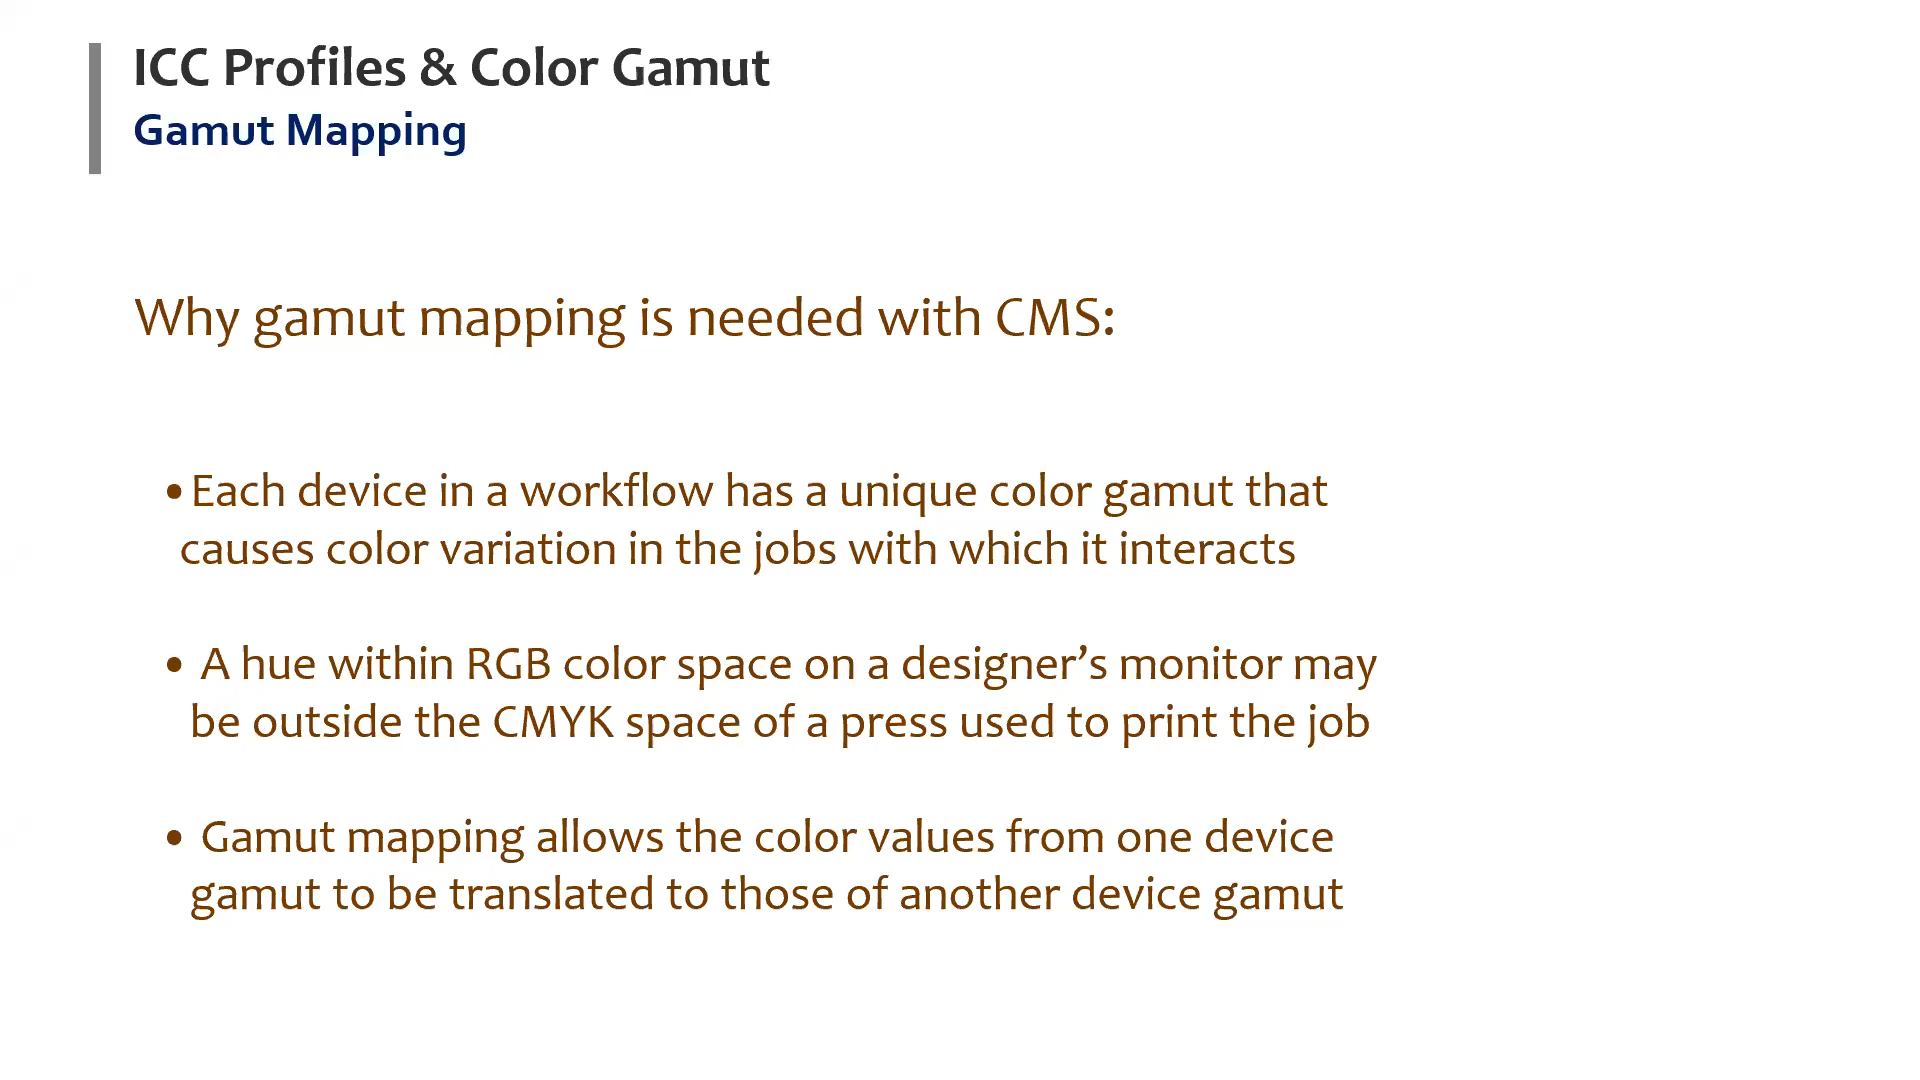 ICC Profiles & Color Gamut
Gamut Mapping
Why gamut mapping is needed with CMS:
•Each device in a workflow has a unique color gamut that
causes color variation in the jobs with which it interacts
• A hue within RGB color space on a designer’s monitor may
be outside the CMYK space of a press used to print the job
• Gamut mapping allows the color values from one device
gamut to be translated to those of another device gamut